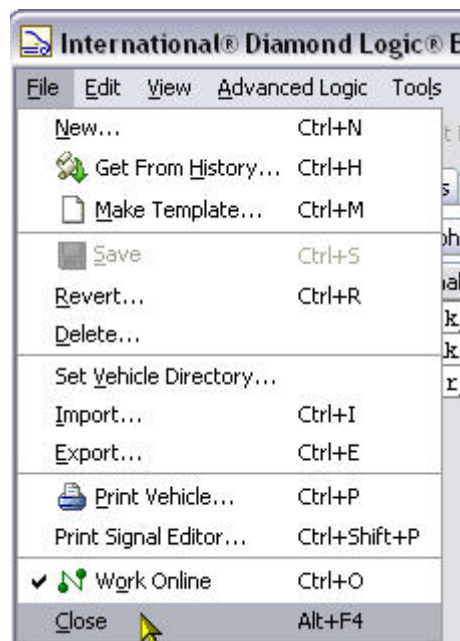 International® Diamond Logic® B
File Edit View Advanced Logic Tools
New... Ctrl+N
Get From History... Ctrl+H
Make Template... Ctrl+M
Save Ctrl+S
Revert... Ctrl+R
Delete...
Set Vehicle Directory...
Import... Ctrl+I
Export... Ctrl+E
Print Vehicle... Ctrl+P
Print Signal Editor... Ctrl+Shift+P
Work Online Ctrl+O
Close Alt+F4